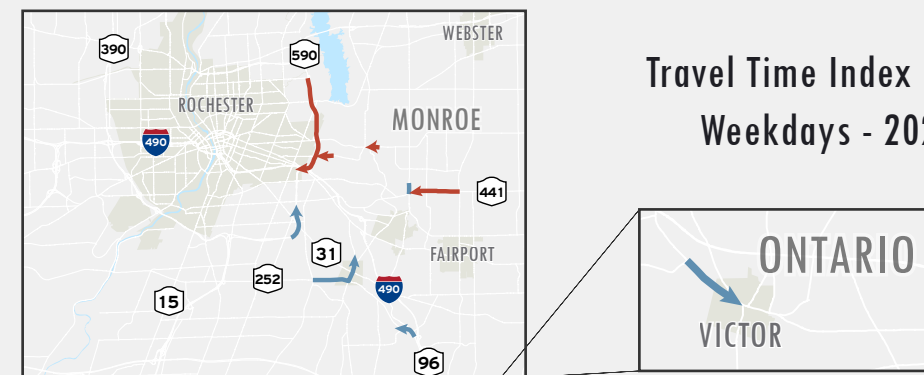 WEBSTER
390
590
ROCHESTER
MONROE
490
441
31
FAIRPORT
252
490
15
96
Travel Time Index
Weekdays -
ONTARIO
VICTOR